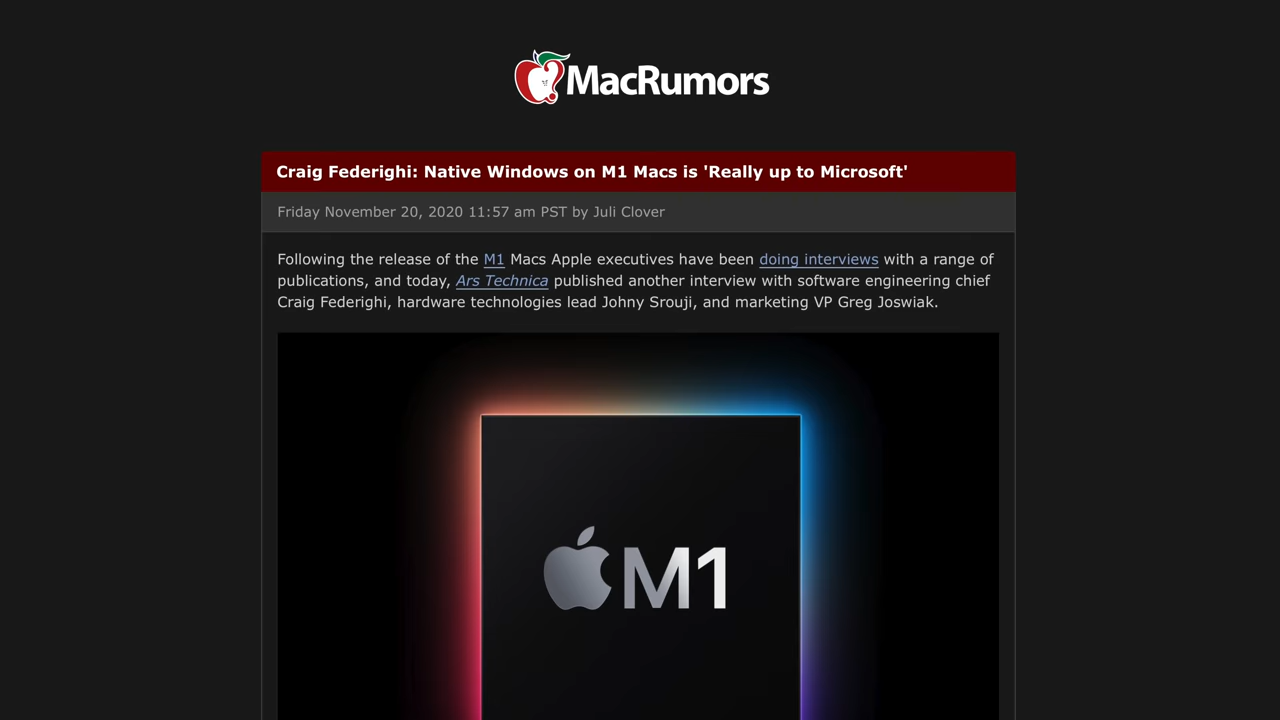 MacRumors
Craig Federighi: Native Windows on M1 Macs is 'Really up to Microsoft'
Friday November 20, 2020 11:57 am PST by Juli Clover
Following the release of the M1 Macs Apple executives have been doing interviews with a range of
publications, and today, Ars Technica published another interview with software engineering chief
Craig Federighi, hardware technologies lead Johny Srouji, and marketing VP Greg Joswiak.
M1